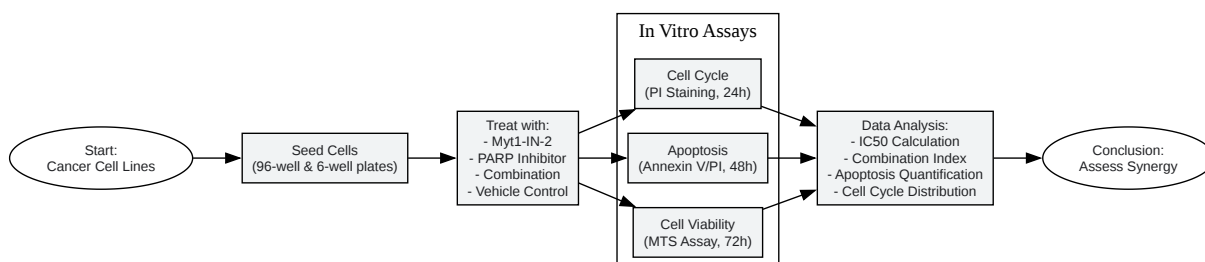 Start:
Cancer Cell Lines
Seed Cells
(96-well & 6-well plates)
Treat with:
- Myt1-IN-2
- PARP Inhibitor
- Combination
- Vehicle Control
In Vitro Assays
Cell Cycle
(PI Staining, 24h)
Apoptosis
(Annexin V/PI, 48h)
Cell Viability
(MTS Assay, 72h)
Data Analysis:
- IC50 Calculation
- Combination Index
- Apoptosis Quantification
- Cell Cycle Distribution
Conclusion:
Assess Synergy